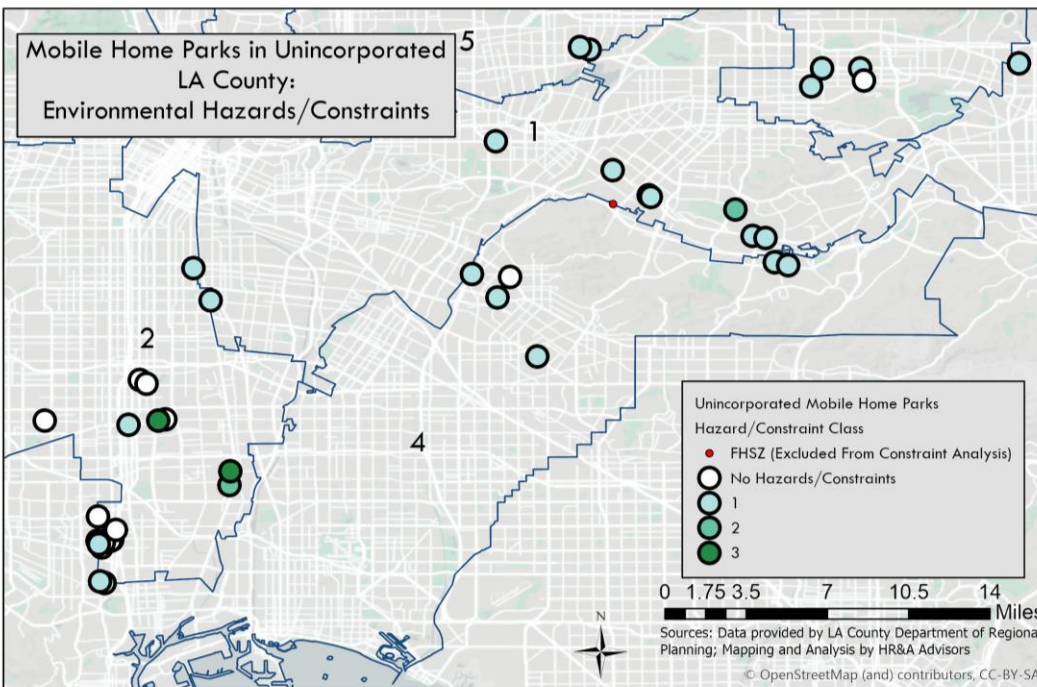 Mobile Home Parks in Unincorporated
LA County:
Environmental Hazards/Constraints
5
1
2
4
Unincorporated Mobile Home Parks
Hazard/Constraint Class
FHSZ (Excluded From Constraint Analysis)
No Hazards/Constraints
1
2
3
0 1.75 3.5 7 10.5 14
Miles
N
Sources: Data provided by LA County Department of Regional
Planning; Mapping and Analysis by HR&A Advisors
© OpenStreetMap (and) contributors, CC-BY-SA